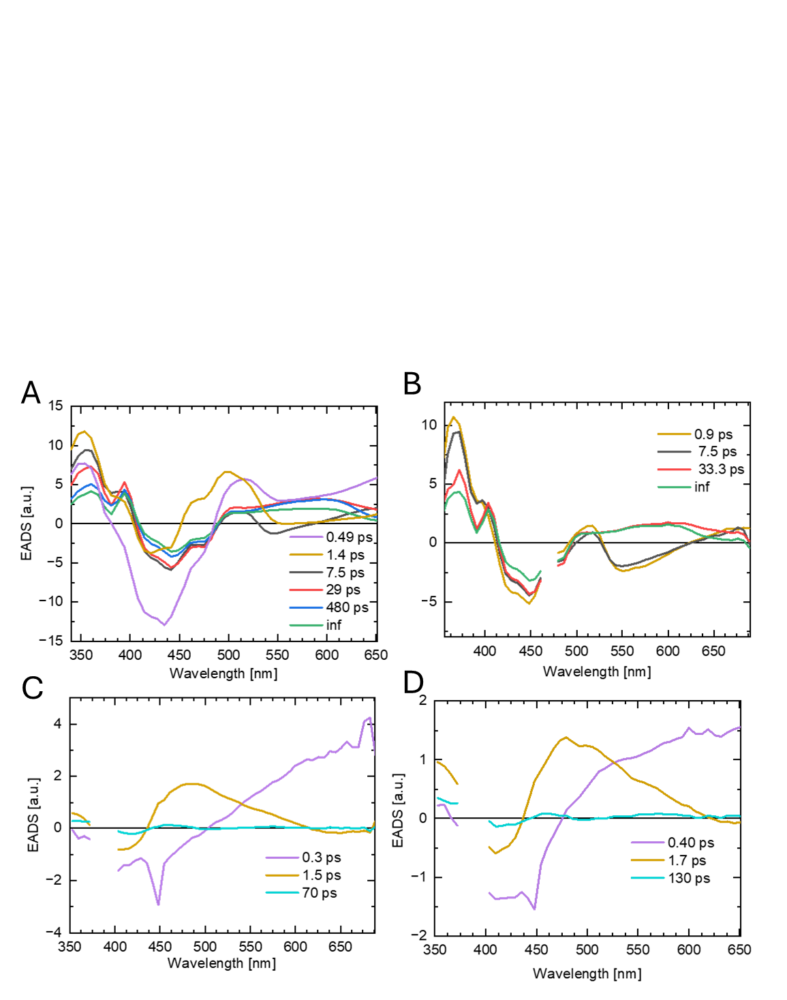 A
15
10
5
0
−5
−10
−15
EADS [a.u.]
0.49 ps
1.4 ps
7.5 ps
29 ps
480 ps
inf
350 400 450 500 550 600 650
Wavelength [nm]
B
10
5
0
−5
0.9 ps
7.5 ps
33.3 ps
inf
400 450 500 550 600 650
Wavelength [nm]
C
4
2
0
−2
−4
EADS [a.u.]
0.3 ps
1.5 ps
70 ps
350 400 450 500 550 600 650
Wavelength [nm]
D
2
1
0
−1
−2
EADS [a.u.]
0.40 ps
1.7 ps
130 ps
350 400 450 500 550 600 650
Wavelength [nm]